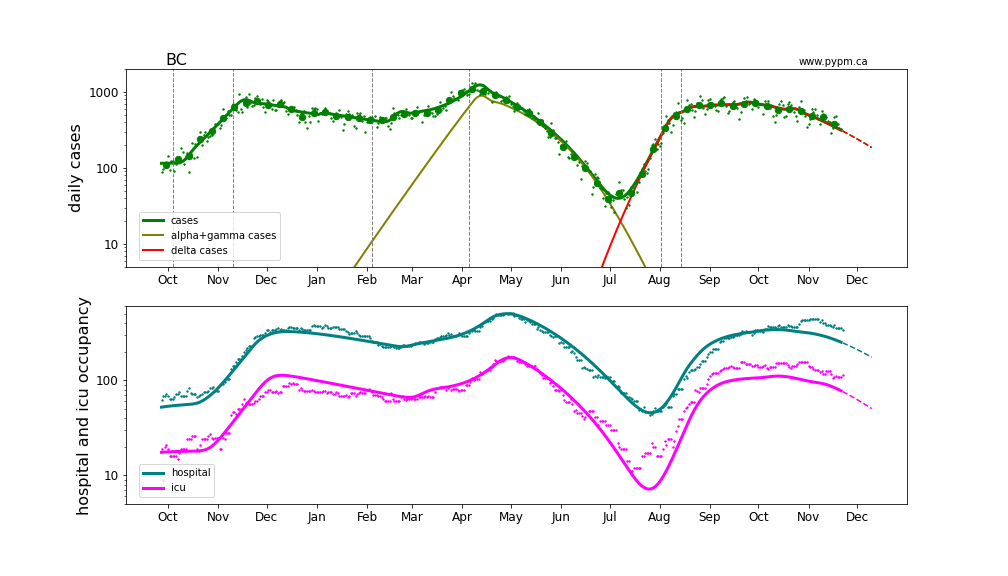 BC
www.pypm.ca
daily cases
1000
100
10
cases
alpha+gamma cases
delta cases
Oct Nov Dec Jan Feb Mar Apr May Jun Jul Aug Sep Oct Nov Dec
hospital and icu occupancy
100
10
hospital
icu
Oct Nov Dec Jan Feb Mar Apr May Jun Jul Aug Sep Oct Nov Dec